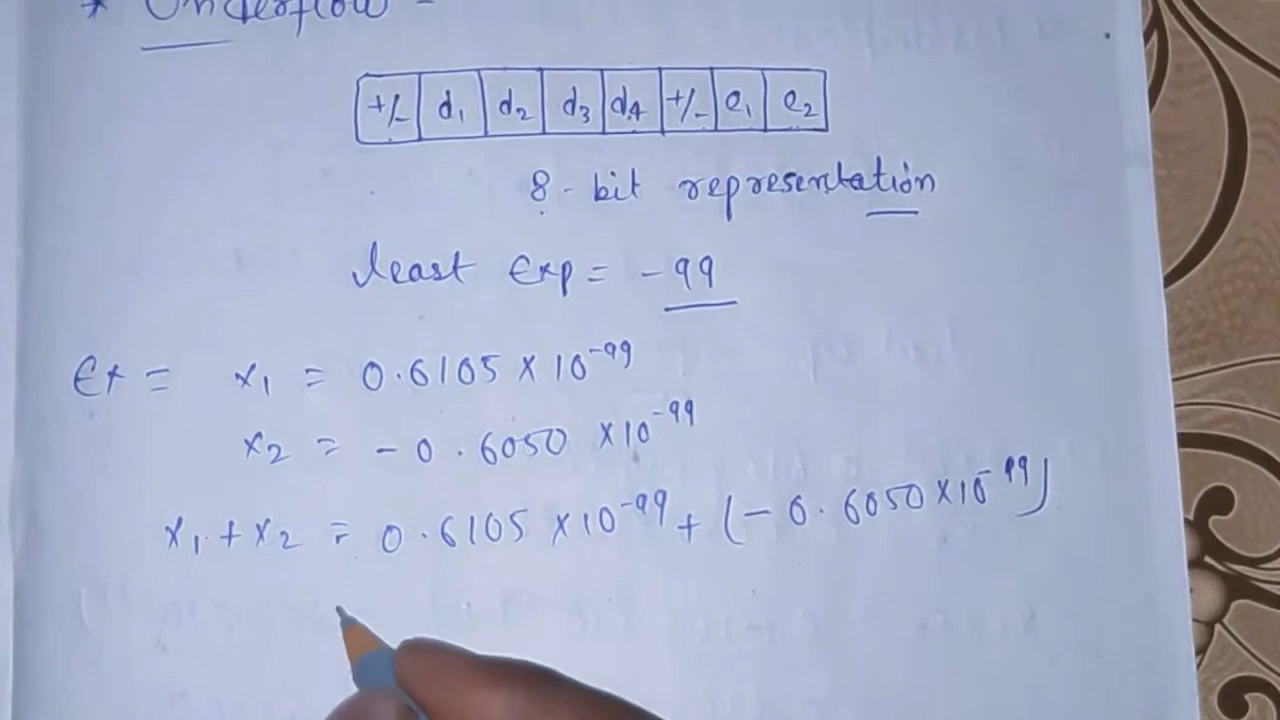 * Underflow -
+/- d₁ d₂ d₃ d₄ +/- e₁ e₂
8-bit representation
least Exp = -99
Ex = x₁ = 0.6105 × 10⁻⁹⁹
x₂ = -0.6050 × 10⁻⁹⁹
x₁ + x₂ = 0.6105 × 10⁻⁹⁹ + (-0.6050 × 10⁻⁹⁹)